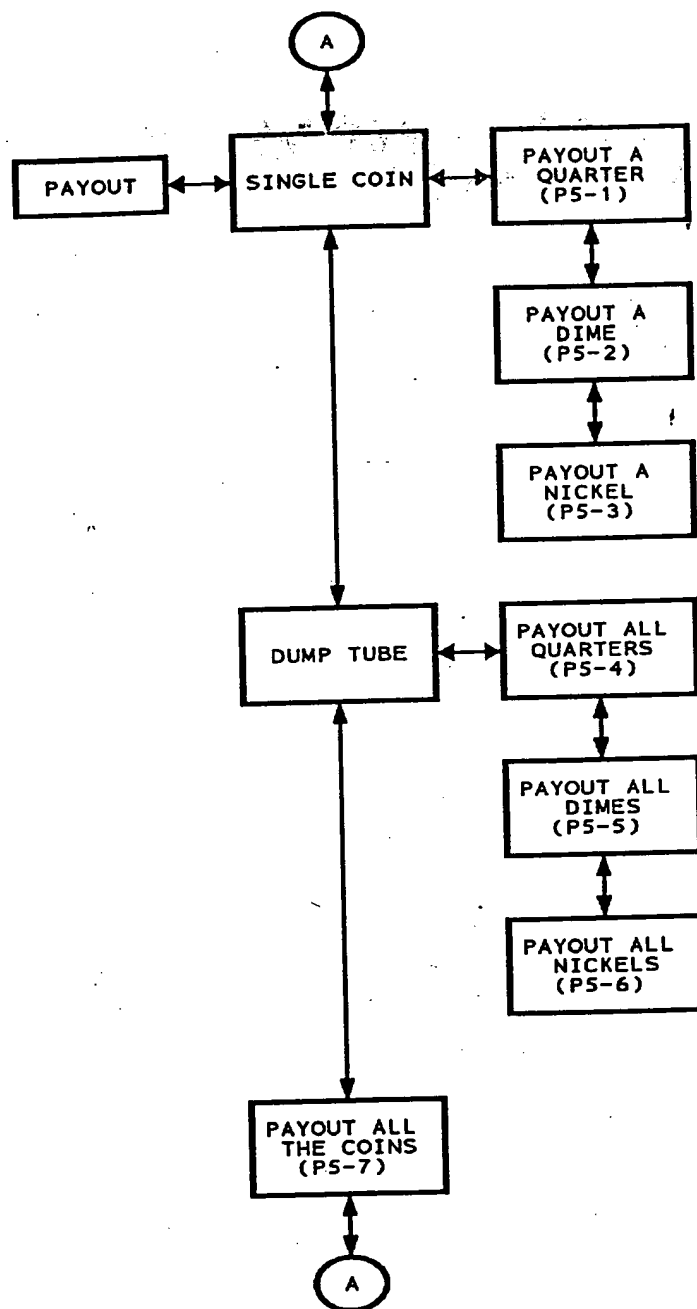 A
PAYOUT
SINGLE COIN
PAYOUT A
QUARTER
(P5-1)
PAYOUT A
DIME
(P5-2)
PAYOUT A
NICKEL
(P5-3)
DUMP TUBE
PAYOUT ALL
QUARTERS
(P5-4)
PAYOUT ALL
DIMES
(P5-5)
PAYOUT ALL
NICKELS
(P5-6)
PAYOUT ALL
THE COINS
(P5-7)
A